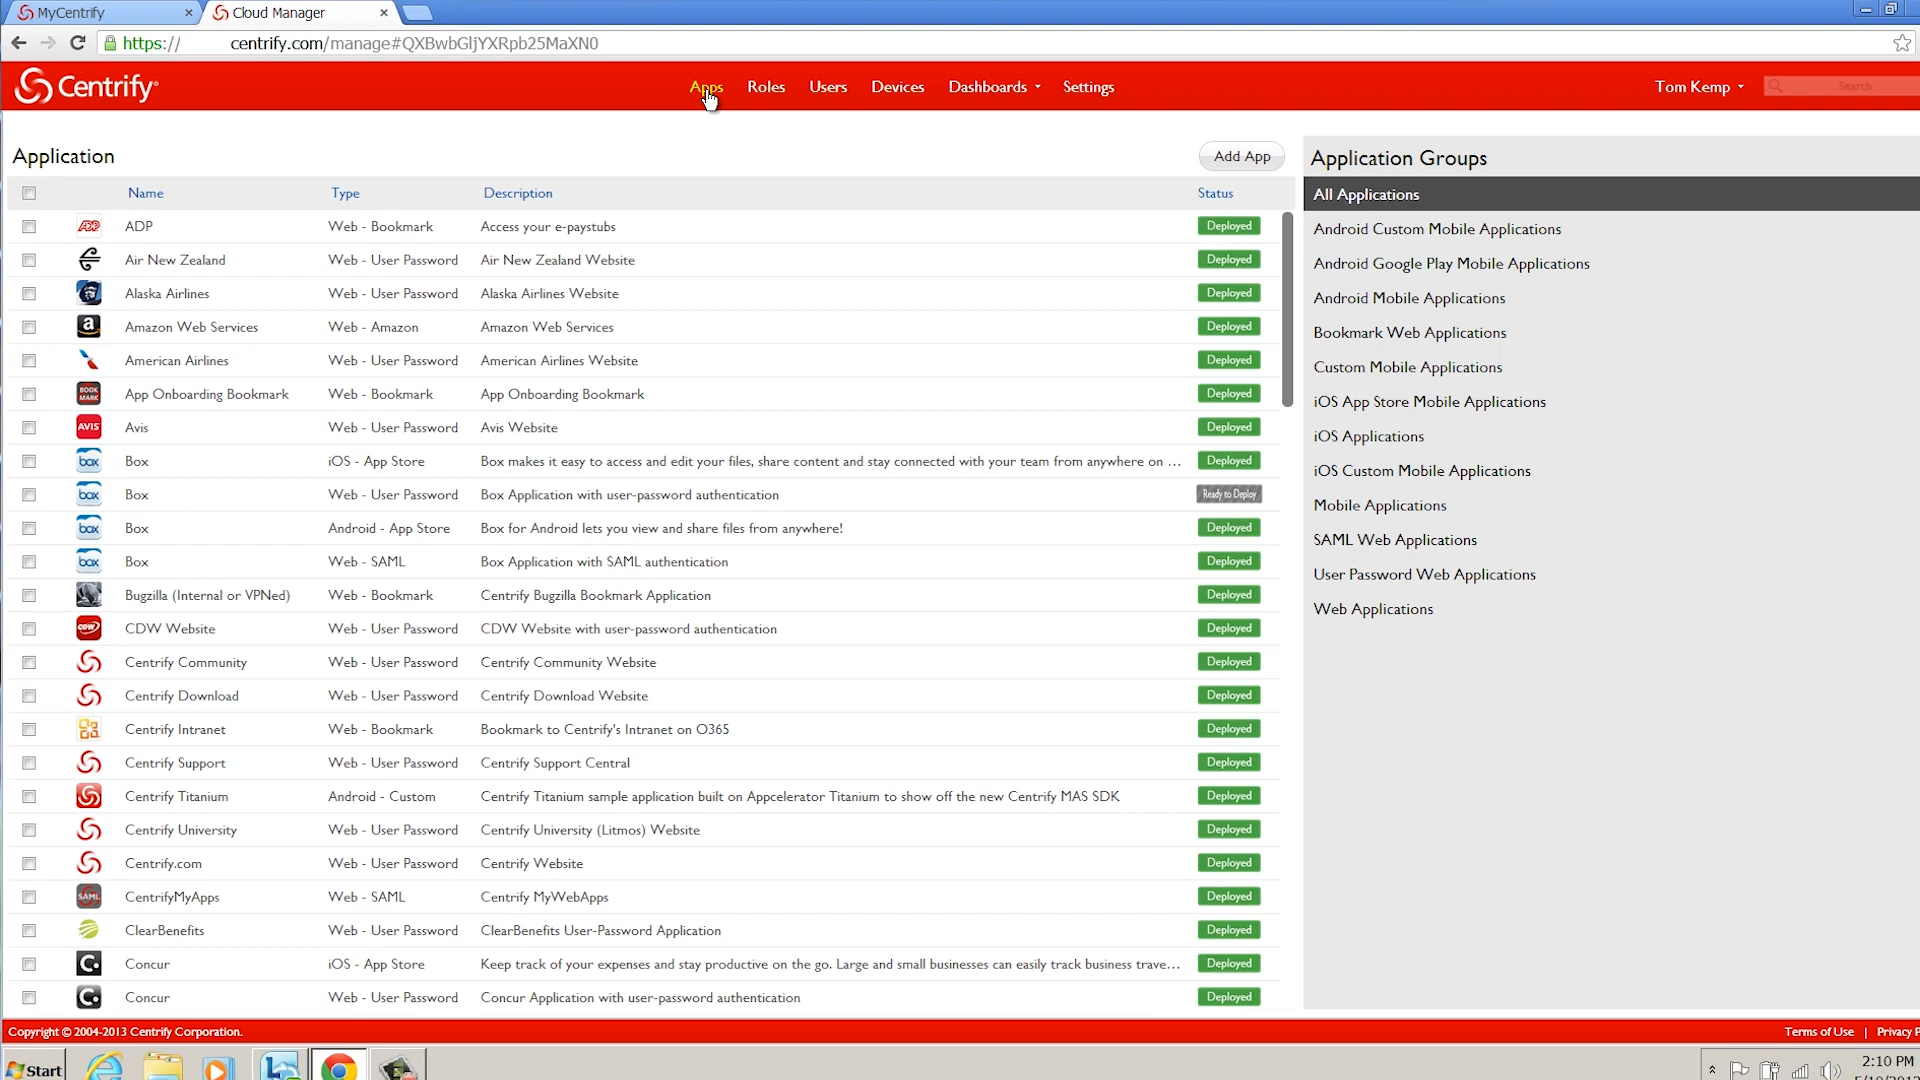 MyCentrify
Cloud Manager
https://
centrify.com/manage#QXBwbGljYXRpb25MaXN0
Centrify
Apps Roles Users Devices Dashboards Settings
Tom Kemp
Search
Application
Add App
Name Type Description Status
ADP Web - Bookmark Access your e-paystubs Deployed
Air New Zealand Web - User Password Air New Zealand Website Deployed
Alaska Airlines Web - User Password Alaska Airlines Website Deployed
a Amazon Web Services Web - Amazon Amazon Web Services Deployed
American Airlines Web - User Password American Airlines Website Deployed
BOOK MARK App Onboarding Bookmark Web - Bookmark App Onboarding Bookmark Deployed
AVIS Avis Web - User Password Avis Website Deployed
box Box iOS - App Store Box makes it easy to access and edit your files, share content and stay connected with your team from anywhere on ... Deployed
box Box Web - User Password Box Application with user-password authentication Ready to Deploy
box Box Android - App Store Box for Android lets you view and share files from anywhere! Deployed
box Box Web - SAML Box Application with SAML authentication Deployed
Bugzilla (Internal or VPNed) Web - Bookmark Centrify Bugzilla Bookmark Application Deployed
CDW CDW Website Web - User Password CDW Website with user-password authentication Deployed
Centrify Community Web - User Password Centrify Community Website Deployed
Centrify Download Web - User Password Centrify Download Website Deployed
Centrify Intranet Web - Bookmark Bookmark to Centrify's Intranet on O365 Deployed
Centrify Support Web - User Password Centrify Support Central Deployed
Centrify Titanium Android - Custom Centrify Titanium sample application built on Appcelerator Titanium to show off the new Centrify MAS SDK Deployed
Centrify University Web - User Password Centrify University (Litmos) Website Deployed
Centrify.com Web - User Password Centrify Website Deployed
SAML CentrifyMyApps Web - SAML Centrify MyWebApps Deployed
ClearBenefits Web - User Password ClearBenefits User-Password Application Deployed
C. Concur iOS - App Store Keep track of your expenses and stay productive on the go. Large and small businesses can easily track business trave... Deployed
C. Concur Web - User Password Concur Application with user-password authentication Deployed
Application Groups
All Applications
Android Custom Mobile Applications
Android Google Play Mobile Applications
Android Mobile Applications
Bookmark Web Applications
Custom Mobile Applications
iOS App Store Mobile Applications
iOS Applications
iOS Custom Mobile Applications
Mobile Applications
SAML Web Applications
User Password Web Applications
Web Applications
Copyright © 2004-2013 Centrify Corporation.
Terms of Use | Privacy P
Start
2:10 PM